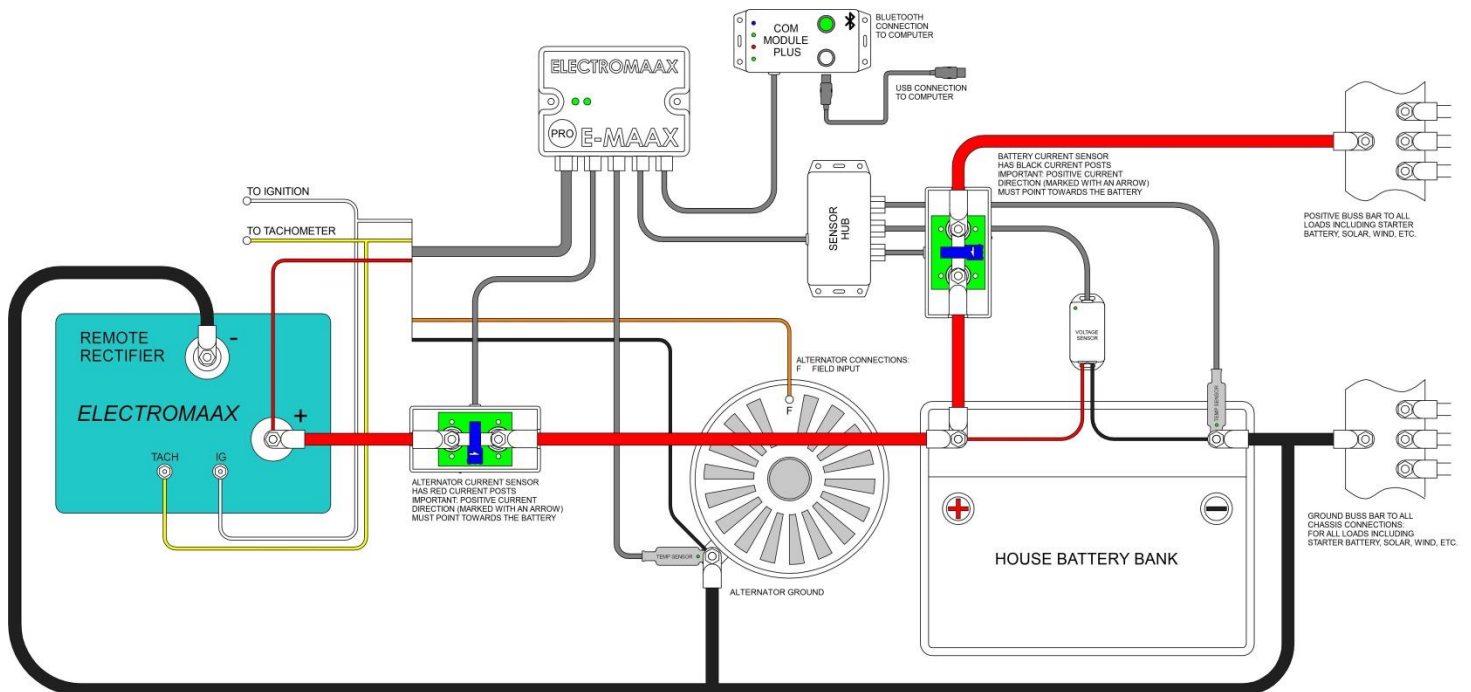 COM
MODULE
PLUS
BLUETOOTH
CONNECTION
TO COMPUTER
USB CONNECTION
TO COMPUTER
ELECTROMAAX
PRO
E-MAAX
TO IGNITION
TO TACHOMETER
SENSOR
HUB
BATTERY CURRENT SENSOR
HAS BLACK CURRENT POSTS
IMPORTANT: POSITIVE CURRENT
DIRECTION (MARKED WITH AN ARROW)
MUST POINT TOWARDS THE BATTERY
POSITIVE BUSS BAR TO ALL
LOADS INCLUDING STARTER
BATTERY, SOLAR, WIND, ETC.
REMOTE
RECTIFIER
-
ELECTROMAAX
+
TACH
IG
ALTERNATOR CONNECTIONS:
F FIELD INPUT
F
VOLTAGE
SENSOR
TEMP SENSOR
ALTERNATOR CURRENT SENSOR
HAS RED CURRENT POSTS
IMPORTANT: POSITIVE CURRENT
DIRECTION (MARKED WITH AN ARROW)
MUST POINT TOWARDS THE BATTERY
TEMP SENSOR
ALTERNATOR GROUND
+
-
HOUSE BATTERY BANK
GROUND BUSS BAR TO ALL
CHASSIS CONNECTIONS:
FOR ALL LOADS INCLUDING
STARTER BATTERY, SOLAR, WIND, ETC.